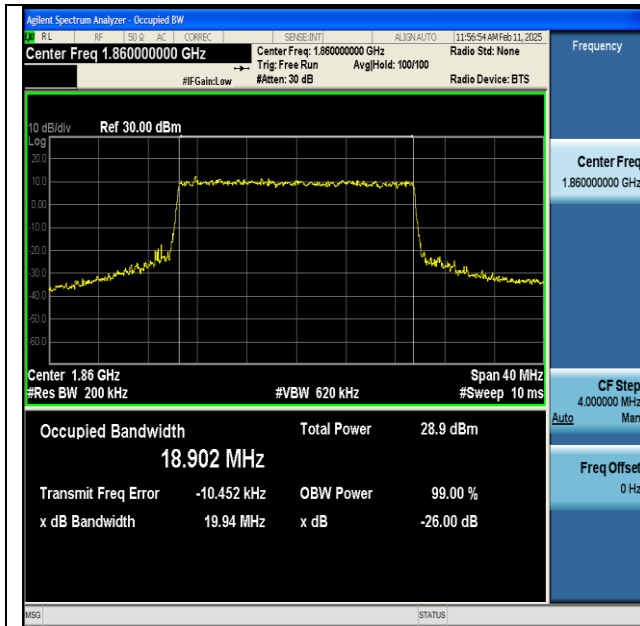 Agilent Spectrum Analyzer - Occupied BW
RL RF 50 Ω AC CORREC SENSE:INT ALIGN AUTO 11:56:54 AM Feb 11, 2025
Center Freq 1.860000000 GHz
Center Freq: 1.860000000 GHz
Radio Std: None
Trig: Free Run Avg|Hold: 100/100
#IFGain:Low
#Atten: 30 dB
Radio Device: BTS
10 dB/div Ref 30.00 dBm
Log
20.0
10.0
0.00
-10.0
-20.0
-30.0
-40.0
-50.0
-60.0
Center 1.86 GHz Span 40 MHz
#Res BW 200 kHz #VBW 620 kHz #Sweep 10 ms
Occupied Bandwidth Total Power 28.9 dBm
18.902 MHz
Transmit Freq Error -10.452 kHz OBW Power 99.00 %
x dB Bandwidth 19.94 MHz x dB -26.00 dB
MSG STATUS
Frequency
Center Freq
1.860000000 GHz
CF Step
4.000000 MHz
Auto Man
Freq Offset
0 Hz